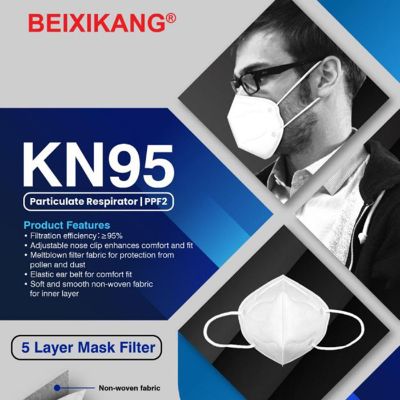 BEIXIKANG®
KN95
Particulate Respirator | PPF2
Product Features
• Filtration efficiency: ≥95%
• Adjustable nose clip enhances comfort and fit
• Meltblown filter fabric for protection from
pollen and dust
• Elastic ear belt for comfort fit
• Soft and smooth non-woven fabric
for inner layer
5 Layer Mask Filter
Non-woven fabric